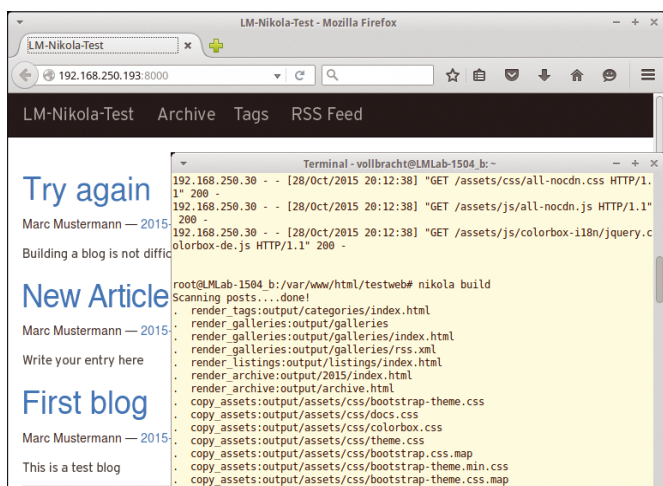 LM-Nikola-Test - Mozilla Firefox
LM-Nikola-Test
192.168.250.193:8000
LM-Nikola-Test Archive Tags RSS Feed
Try again
Marc Mustermann — 2015-
Building a blog is not diffic
New Article
Marc Mustermann — 2015-
Write your entry here
First blog
Marc Mustermann — 2015-
This is a test blog
Terminal - vollbracht@LMLab-1504_b: ~
192.168.250.30 - - [28/Oct/2015 20:12:38] "GET /assets/css/all-nocdn.css HTTP/1.
1" 200 -
192.168.250.30 - - [28/Oct/2015 20:12:38] "GET /assets/js/all-nocdn.js HTTP/1.1"
200 -
192.168.250.30 - - [28/Oct/2015 20:12:38] "GET /assets/js/colorbox-i18n/jquery.c
olorbox-de.js HTTP/1.1" 200 -
root@LMLab-1504_b:/var/www/html/testweb# nikola build
Scanning posts....done!
. render_tags:output/categories/index.html
. render_galleries:output/galleries
. render_galleries:output/galleries/index.html
. render_galleries:output/galleries/rss.xml
. render_listings:output/listings/index.html
. render_archive:output/2015/index.html
. render_archive:output/archive.html
. copy_assets:output/assets/css/bootstrap-theme.css
. copy_assets:output/assets/css/docs.css
. copy_assets:output/assets/css/colorbox.css
. copy_assets:output/assets/css/theme.css
. copy_assets:output/assets/css/bootstrap.css.map
. copy_assets:output/assets/css/bootstrap-theme.min.css
. copy_assets:output/assets/css/bootstrap-theme.css.map